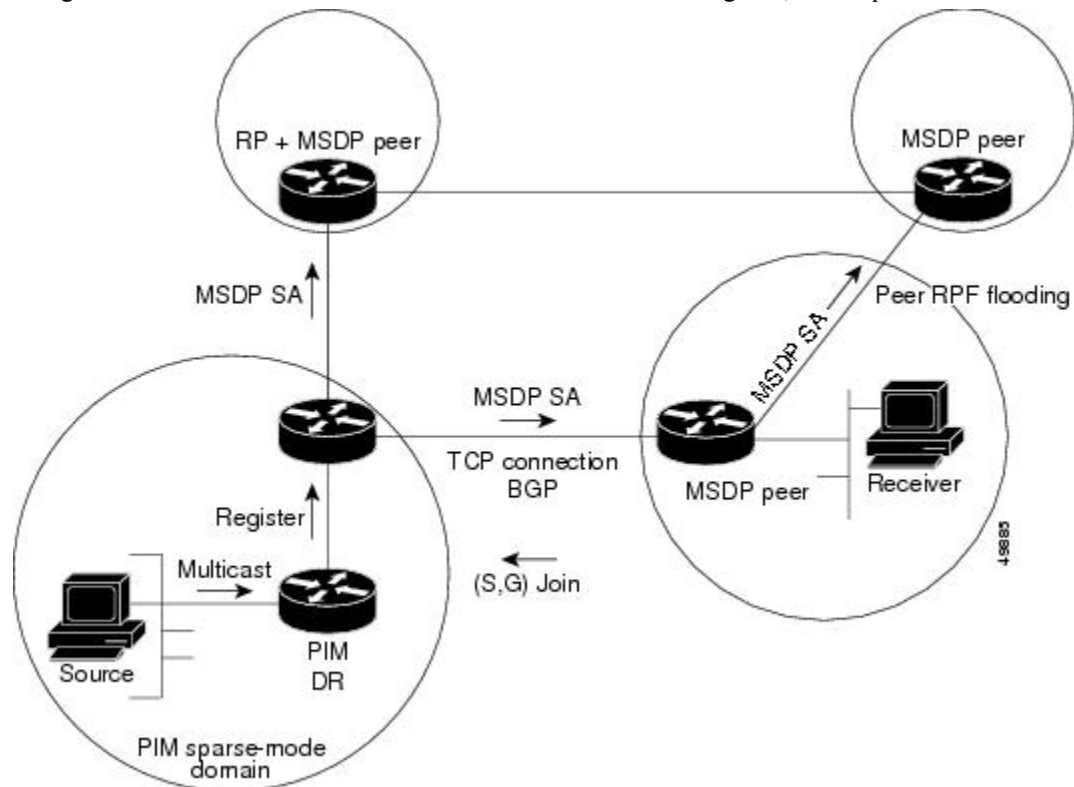 RP + MSDP peer
MSDP peer
MSDP SA
Peer RPF flooding
MSDP SA
MSDP SA
TCP connection
BGP
MSDP peer
Receiver
Register
(S,G) Join
Multicast
49885
Source
PIM
DR
PIM sparse-mode
domain